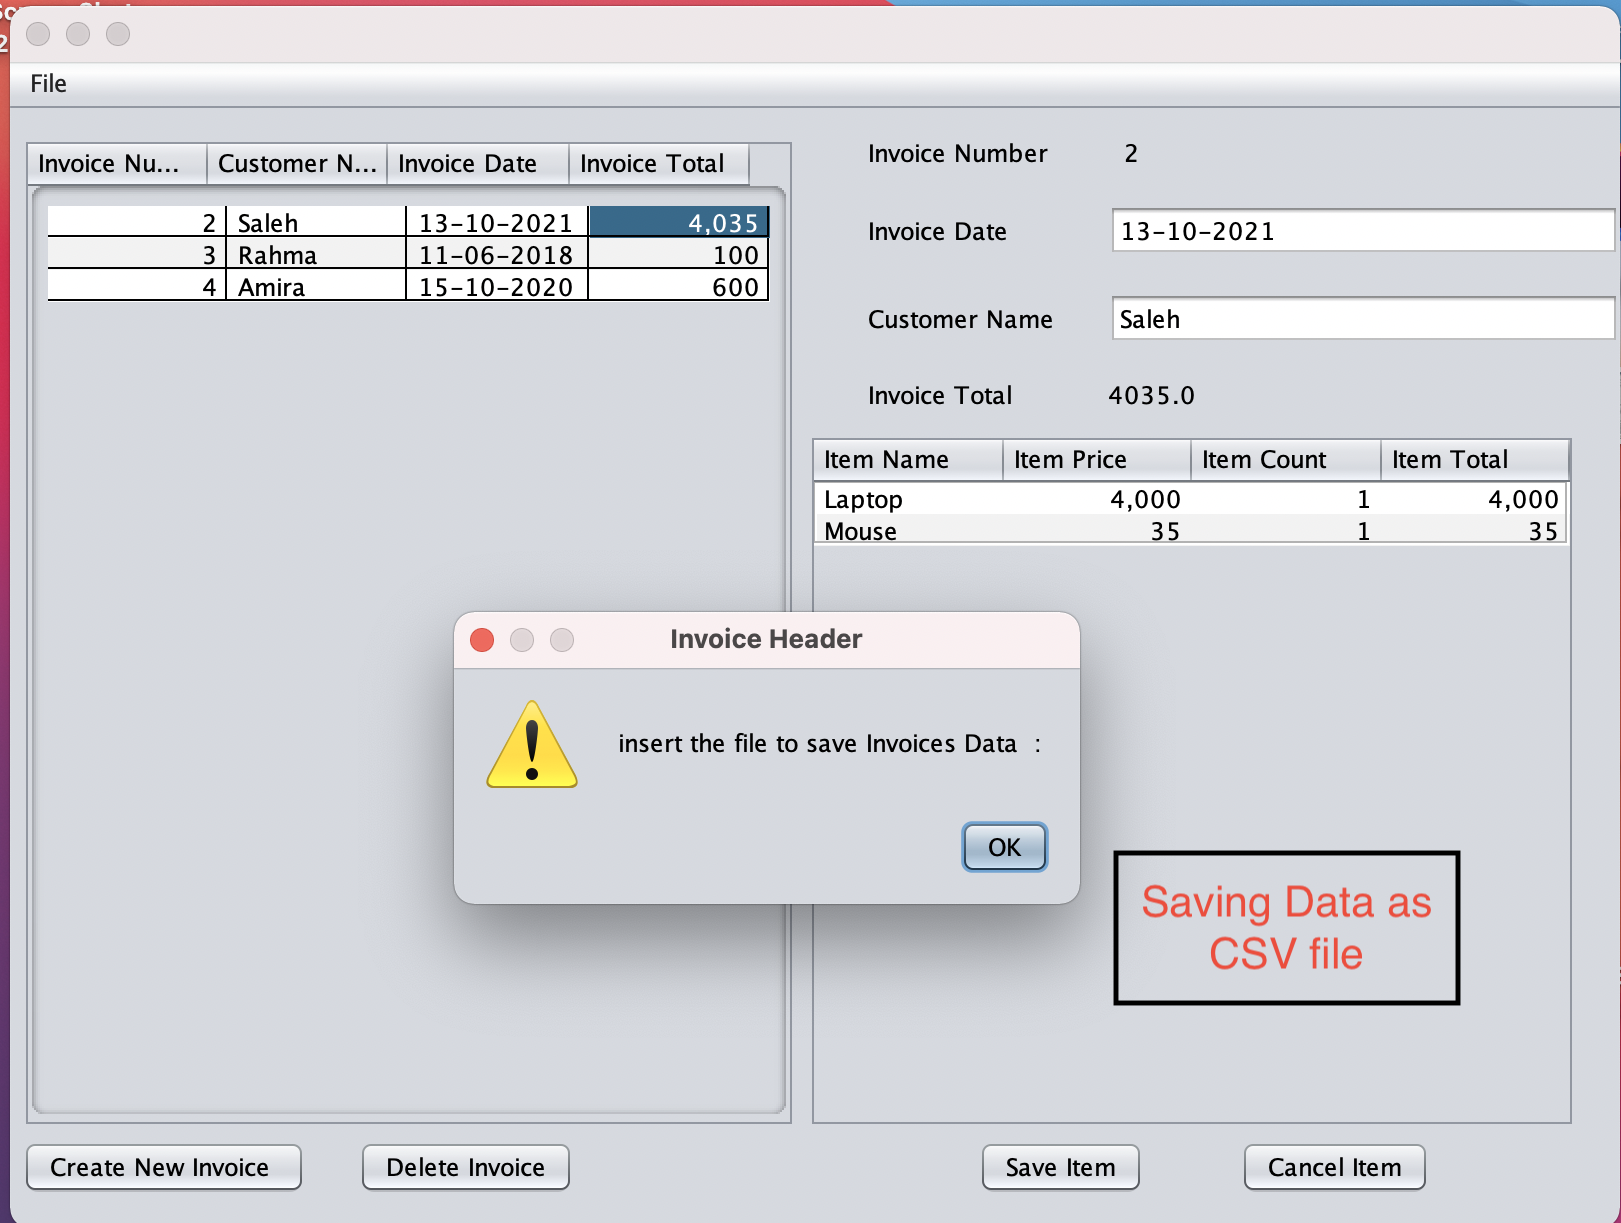 File
Invoice Nu... Customer N... Invoice Date Invoice Total
2 Saleh 13-10-2021 4,035
3 Rahma 11-06-2018 100
4 Amira 15-10-2020 600
Invoice Number 2
Invoice Date 13-10-2021
Customer Name Saleh
Invoice Total 4035.0
Item Name Item Price Item Count Item Total
Laptop 4,000 1 4,000
Mouse 35 1 35
Invoice Header
insert the file to save Invoices Data :
OK
Saving Data as
CSV file
Create New Invoice Delete Invoice Save Item Cancel Item